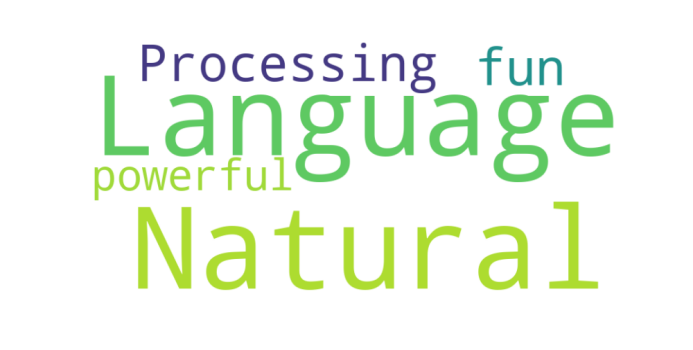 Processing fun
Language
powerful
Natural